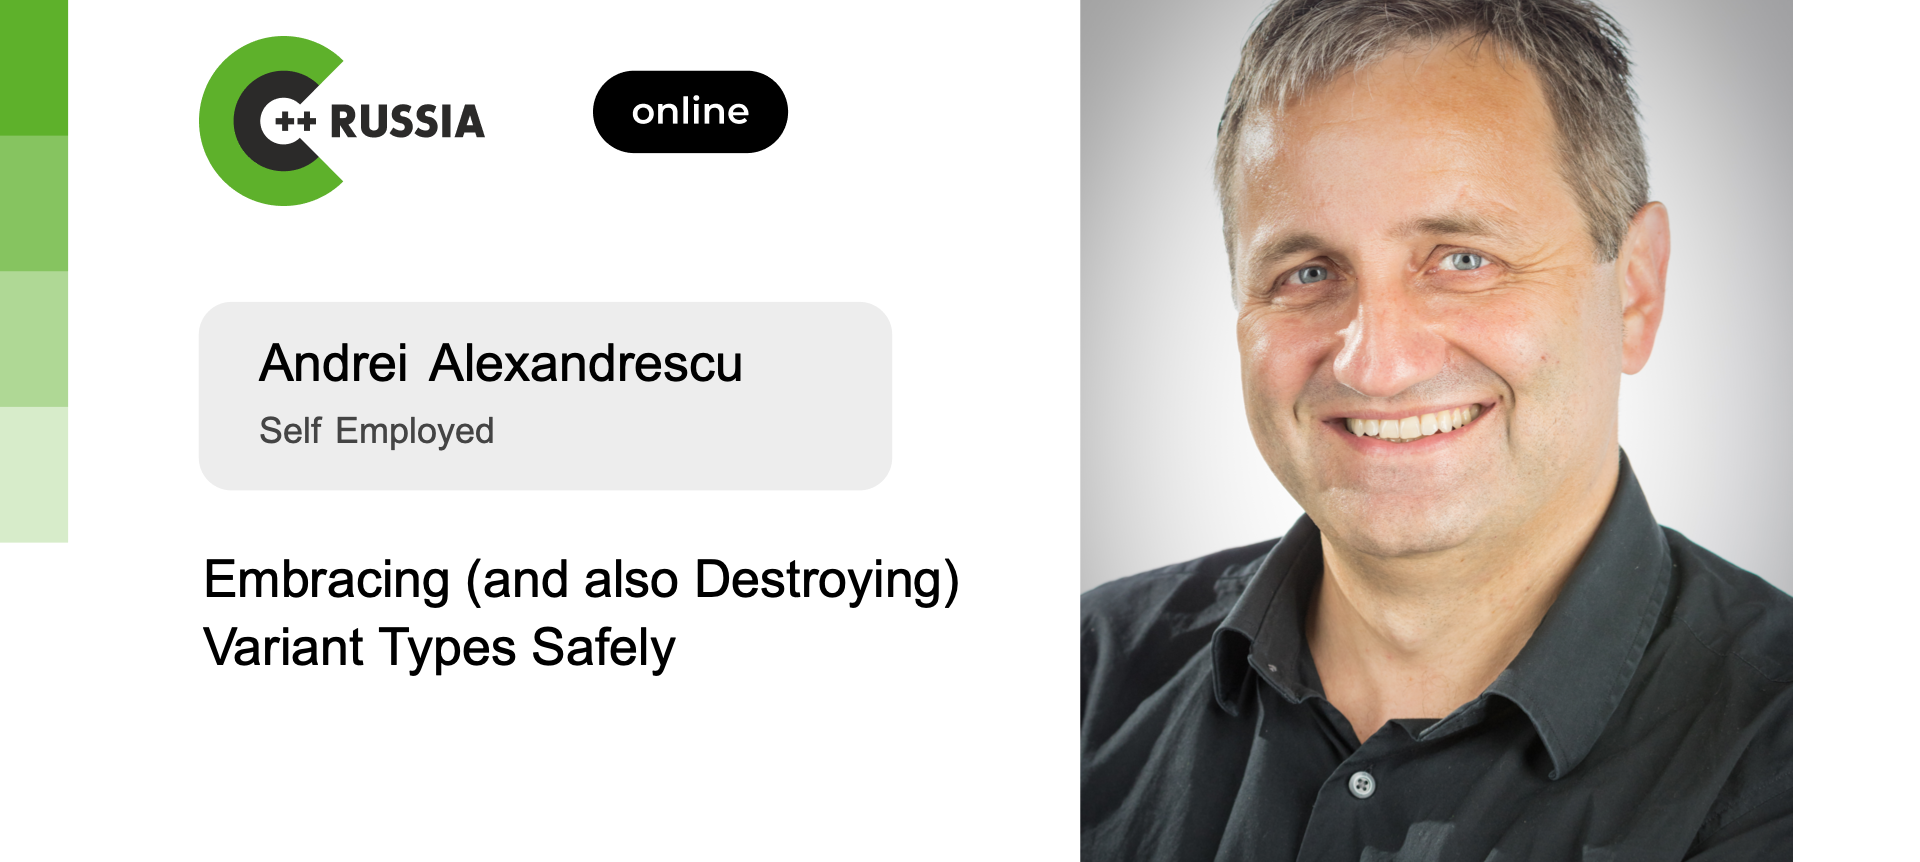 C++ RUSSIA
online
Andrei Alexandrescu
Self Employed
Embracing (and also Destroying)
Variant Types Safely